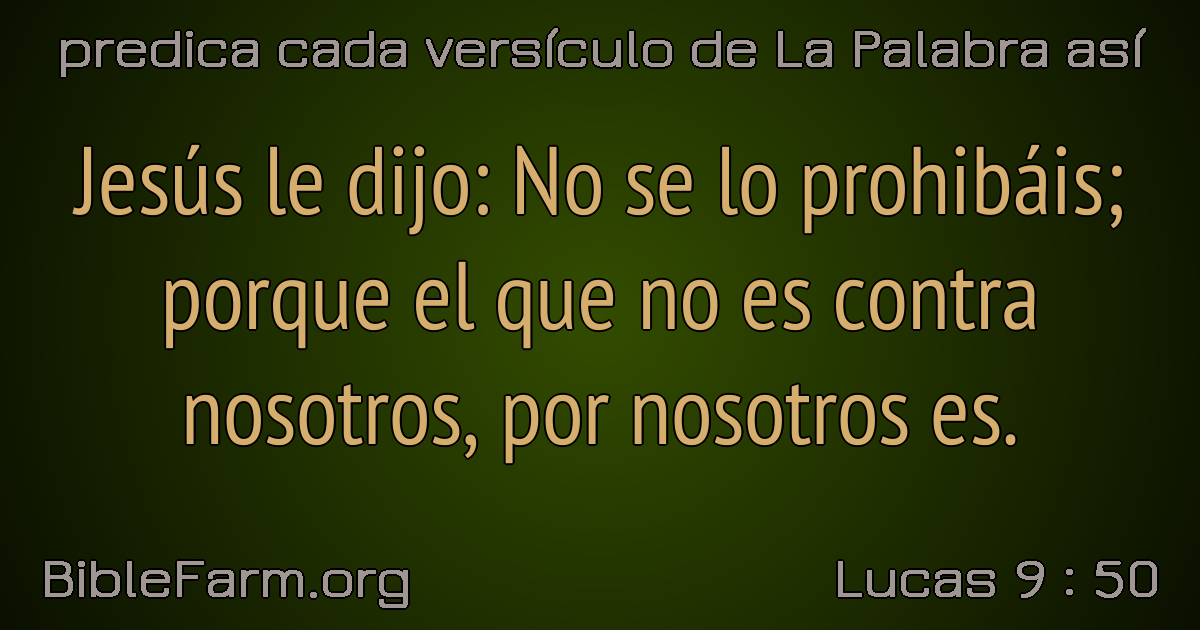 predica cada versículo de La Palabra así
Jesús le dijo: No se lo prohibáis;
porque el que no es contra
nosotros, por nosotros es.
BibleFarm.org
Lucas 9 : 50